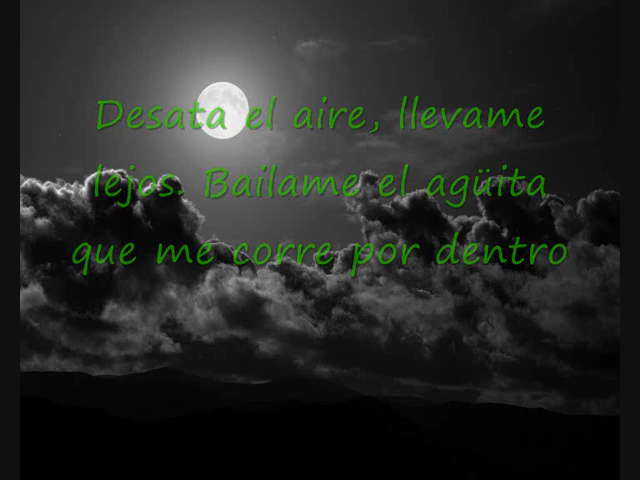 Desata el aire, llevame
lejos. Bailame el agüita
que me corre por dentro